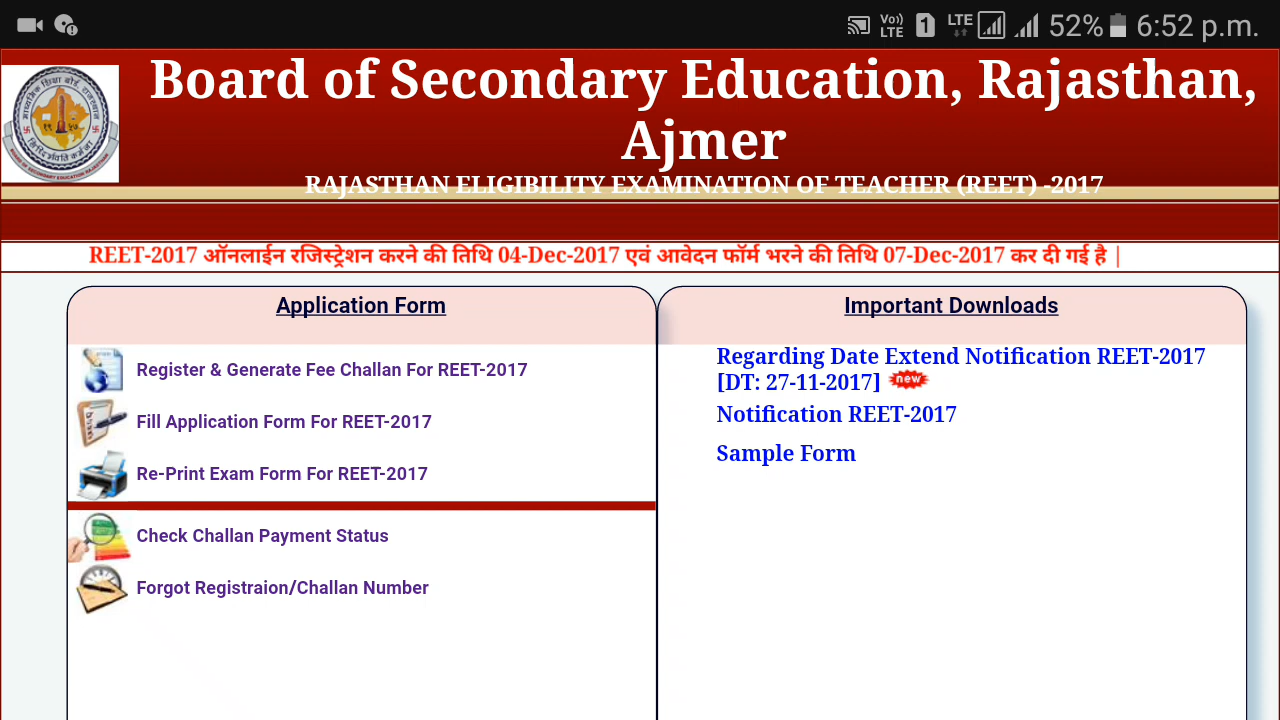 Vo))
LTE
1
LTE
52%
6:52 p.m.
Board of Secondary Education, Rajasthan,
Ajmer
RAJASTHAN ELIGIBILITY EXAMINATION OF TEACHER (REET) -2017
REET-2017 ऑनलाईन रजिस्ट्रेशन करने की तिथि 04-Dec-2017 एवं आवेदन फॉर्म भरने की तिथि 07-Dec-2017 कर दी गई है |
Application Form
Register & Generate Fee Challan For REET-2017
Fill Application Form For REET-2017
Re-Print Exam Form For REET-2017
Check Challan Payment Status
Forgot Registraion/Challan Number
Important Downloads
Regarding Date Extend Notification REET-2017
[DT: 27-11-2017] new
Notification REET-2017
Sample Form